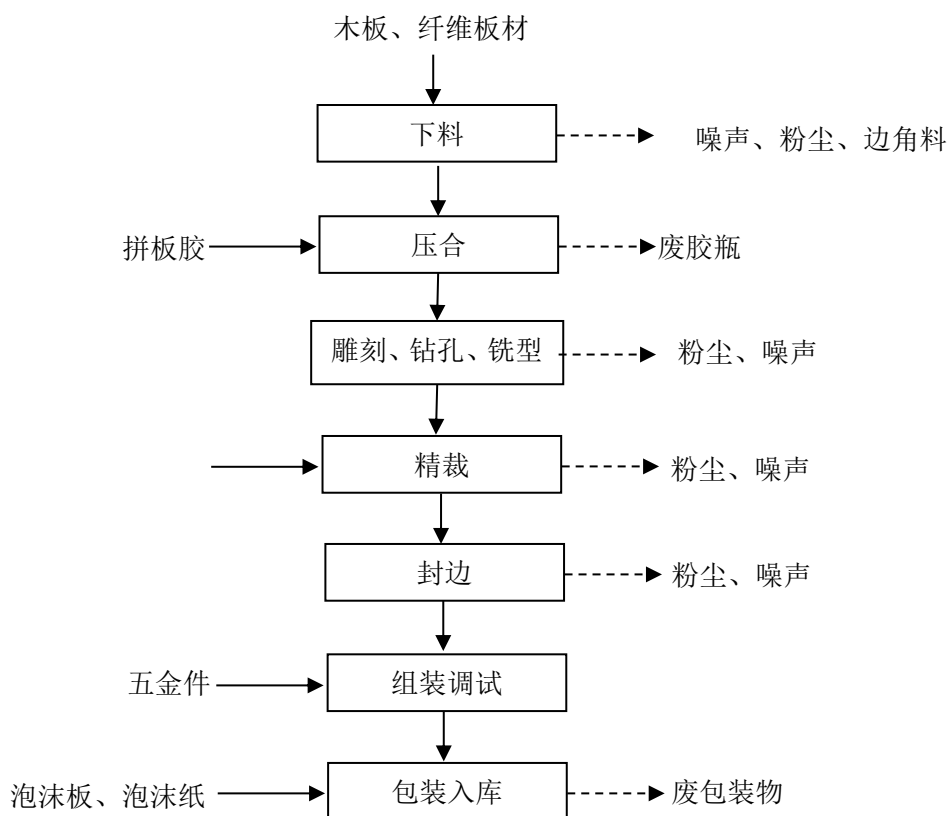 木板、纤维板材
下料
噪声、粉尘、边角料
拼板胶
压合
废胶瓶
雕刻、钻孔、铣型
粉尘、噪声
精裁
粉尘、噪声
封边
粉尘、噪声
五金件
组装调试
泡沫板、泡沫纸
包装入库
废包装物